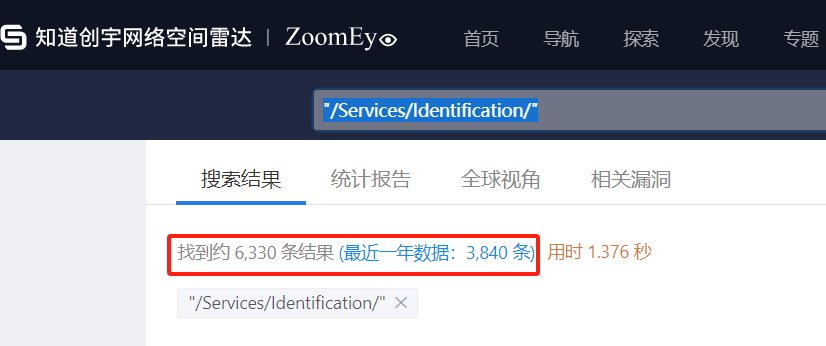 知道创宇网络空间雷达 | ZoomEye 首页 导航 探索 发现 专题
"/Services/Identification/"
搜索结果 统计报告 全球视角 相关漏洞
找到约 6,330 条结果 (最近一年数据：3,840 条) 用时 1.376 秒
"/Services/Identification/" ×